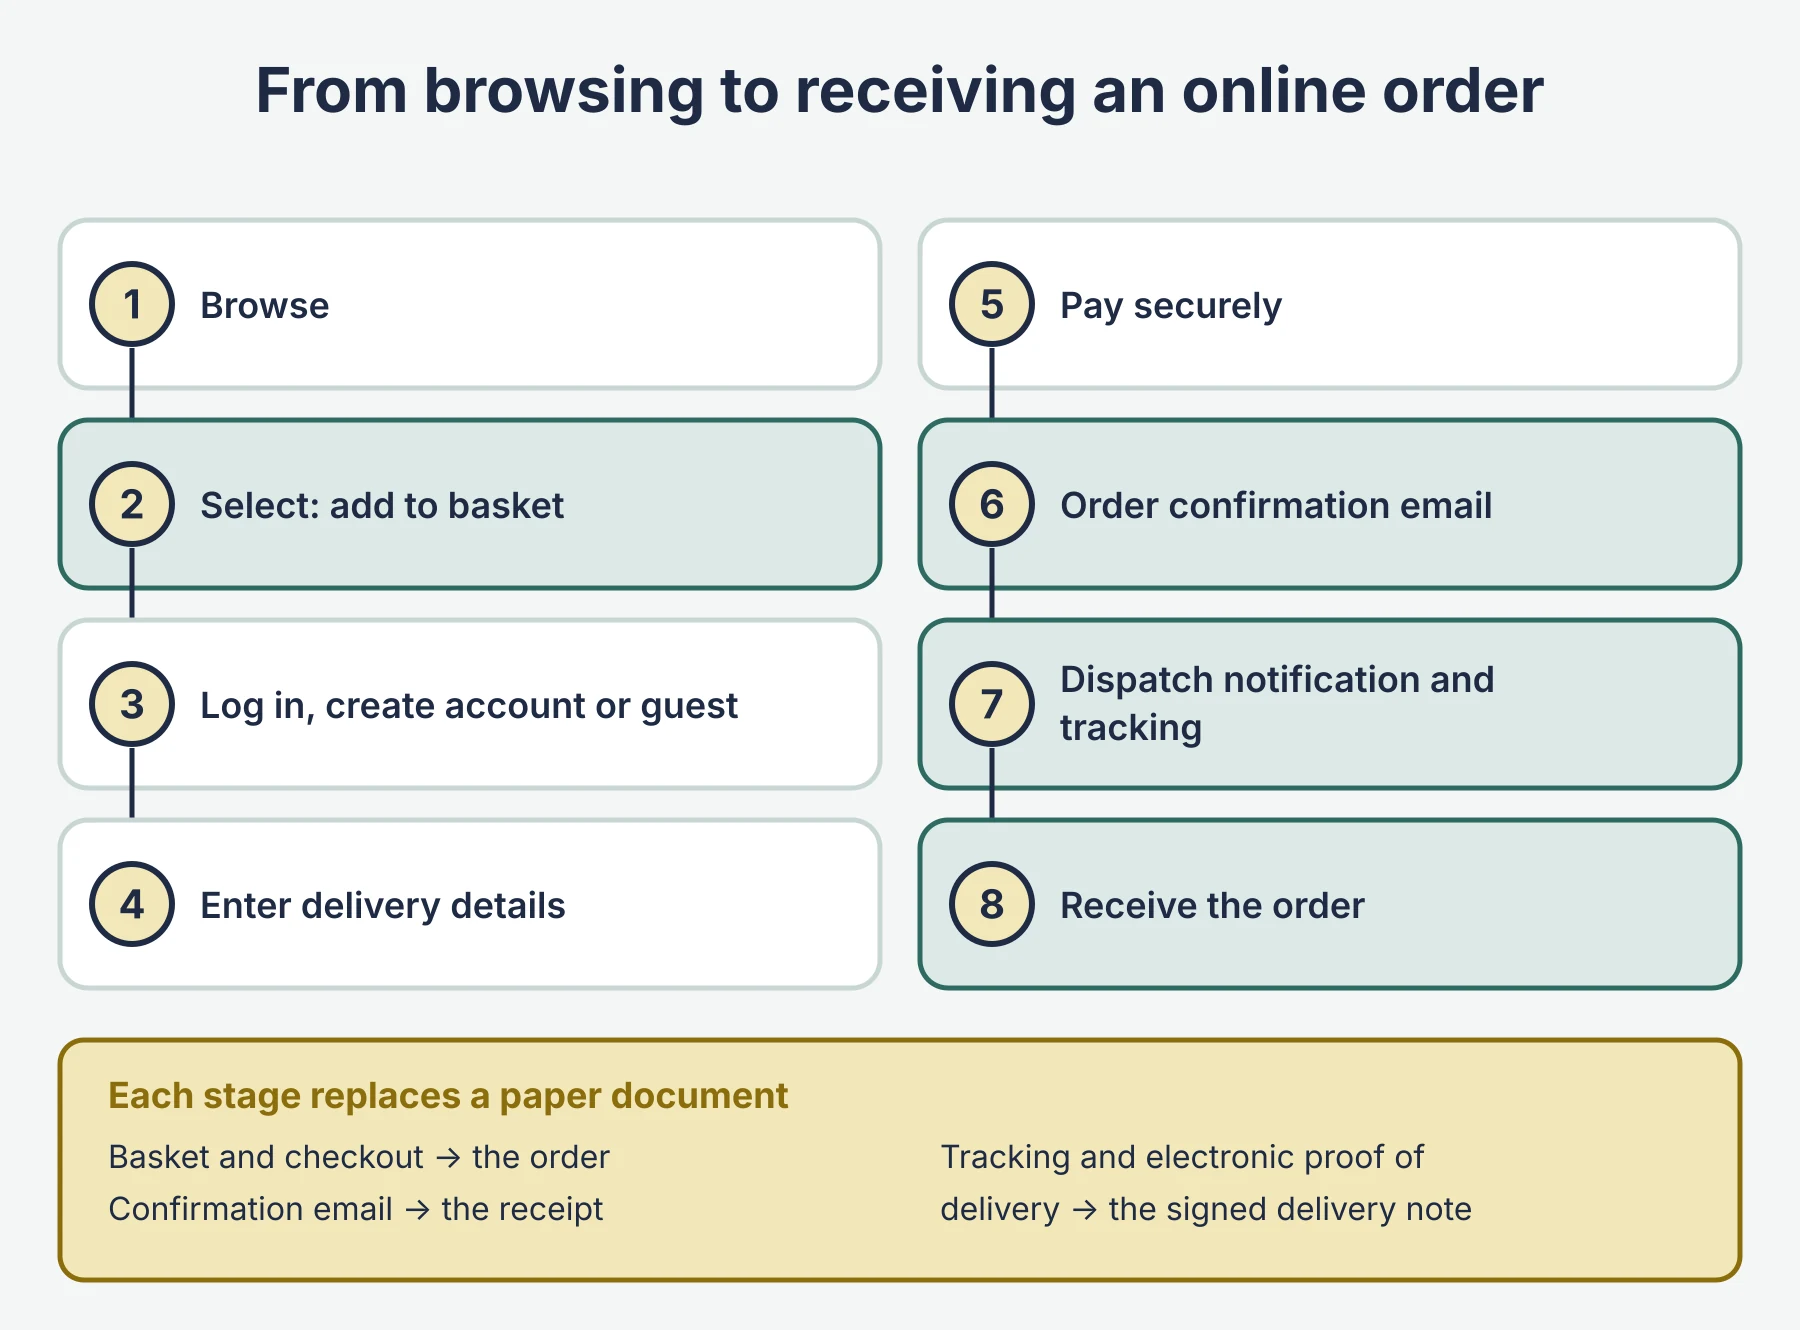 From browsing to receiving an online order
1
Browse
2
Select: add to basket
3
Log in, create account or guest
4
Enter delivery details
5
Pay securely
6
Order confirmation email
7
Dispatch notification and
tracking
8
Receive the order
Each stage replaces a paper document
Basket and checkout → the order
Confirmation email → the receipt
Tracking and electronic proof of
delivery → the signed delivery note